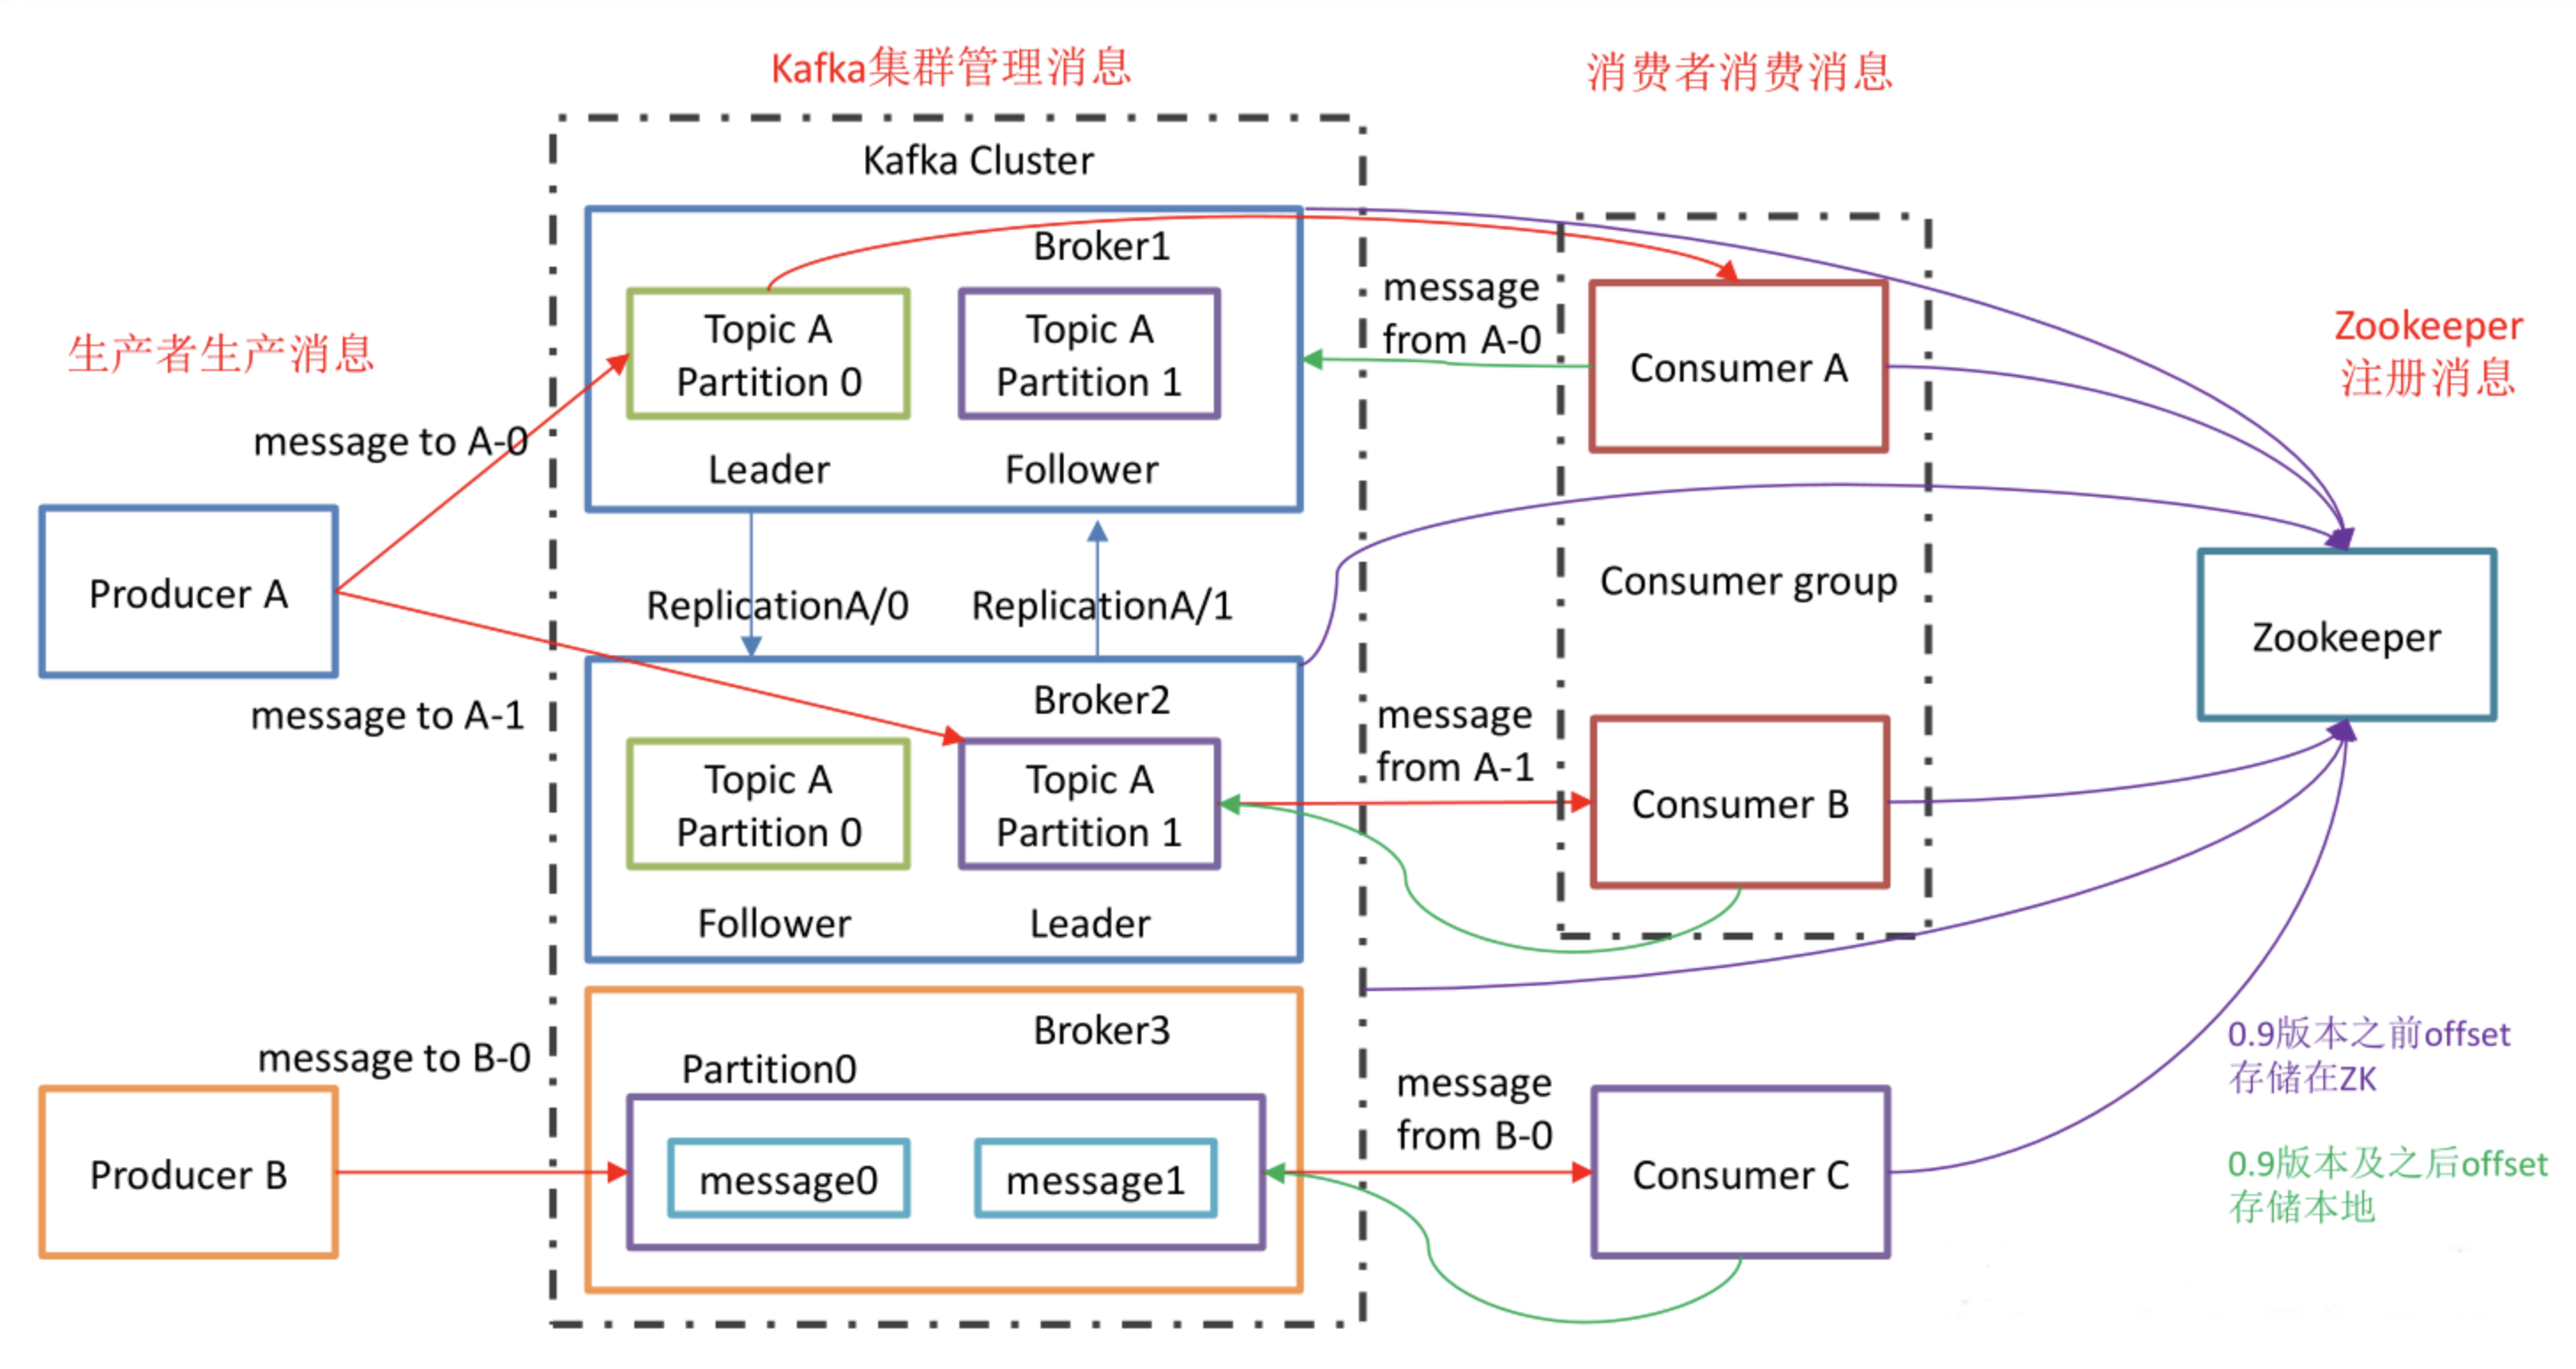 Kafka集群管理消息
消费者消费消息
Kafka Cluster
Broker1
Topic A
Partition 0
Topic A
Partition 1
Leader
Follower
message
from A-0
Consumer A
Zookeeper
注册消息
生产者生产消息
message to A-0
Producer A
message to A-1
ReplicationA/0
ReplicationA/1
Consumer group
Zookeeper
Broker2
Topic A
Partition 0
Topic A
Partition 1
Follower
Leader
message
from A-1
Consumer B
message to B-0
Producer B
Broker3
Partition0
message0
message1
message
from B-0
Consumer C
0.9版本之前offset
存储在ZK
0.9版本及之后offset
存储本地